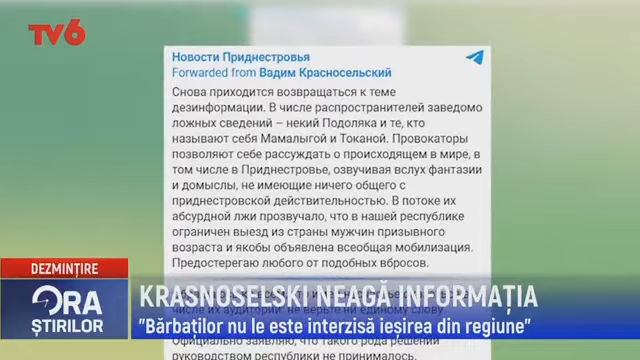 TV6
Новости Приднестровья
Forwarded from Вадим Красносельский
Снова приходится возвращаться к теме
дезинформации. В числе распространителей заведомо
ложных сведений – некий Подоляка и те, кто
называют себя Мамалыгой и Токаной. Провокаторы
позволяют себе рассуждать о происходящем в мире, в
том числе в Приднестровье, озвучивая вслух фантазии
и домыслы, не имеющие ничего общего с
приднестровской действительностью. В потоке их
абсурдной лжи прозвучало, что в нашей республике
ограничен выезд из страны мужчин призывного
возраста и якобы объявлена всеобщая мобилизация.
Предостерегаю любого от подобных вбросов.
DEZMINȚIRE
ORA
ȘTIRILOR
KRASNOSELSKI NEAGĂ INFORMAȚIA
числе их аудитории: не верьте ни единому слову
"Bărbaților nu le este interzisă ieșirea din regiune"
Официально заявляю, что такого рода решений
руководством республики не принималось.